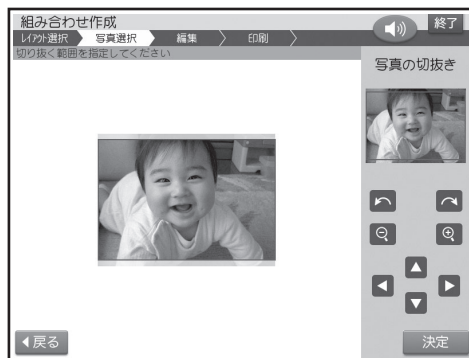 組み合わせ作成
終了
レイアウト選択
写真選択
編集
印刷
切り抜く範囲を指定してください
写真の切抜き
戻る
決定